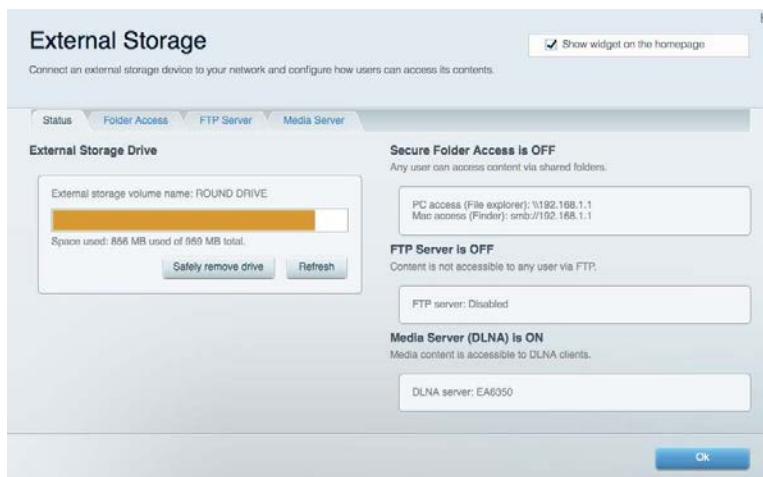 External Storage
Show widget on the homepage
Connect an external storage device to your network and configure how users can access its contents.
Status
Folder Access
FTP Server
Media Server
External Storage Drive
External storage volume name: ROUND DRIVE
Space used: 856 MB used of 969 MB total.
Safely remove drive
Refresh
Secure Folder Access is OFF
Any user can access content via shared folders.
PC access (File explorer): \\192.168.1.1
Mac access (Finder): smb://192.168.1.1
FTP Server is OFF
Content is not accessible to any user via FTP.
FTP server: Disabled
Media Server (DLNA) is ON
Media content is accessible to DLNA clients.
DLNA server: EA6350
Ok